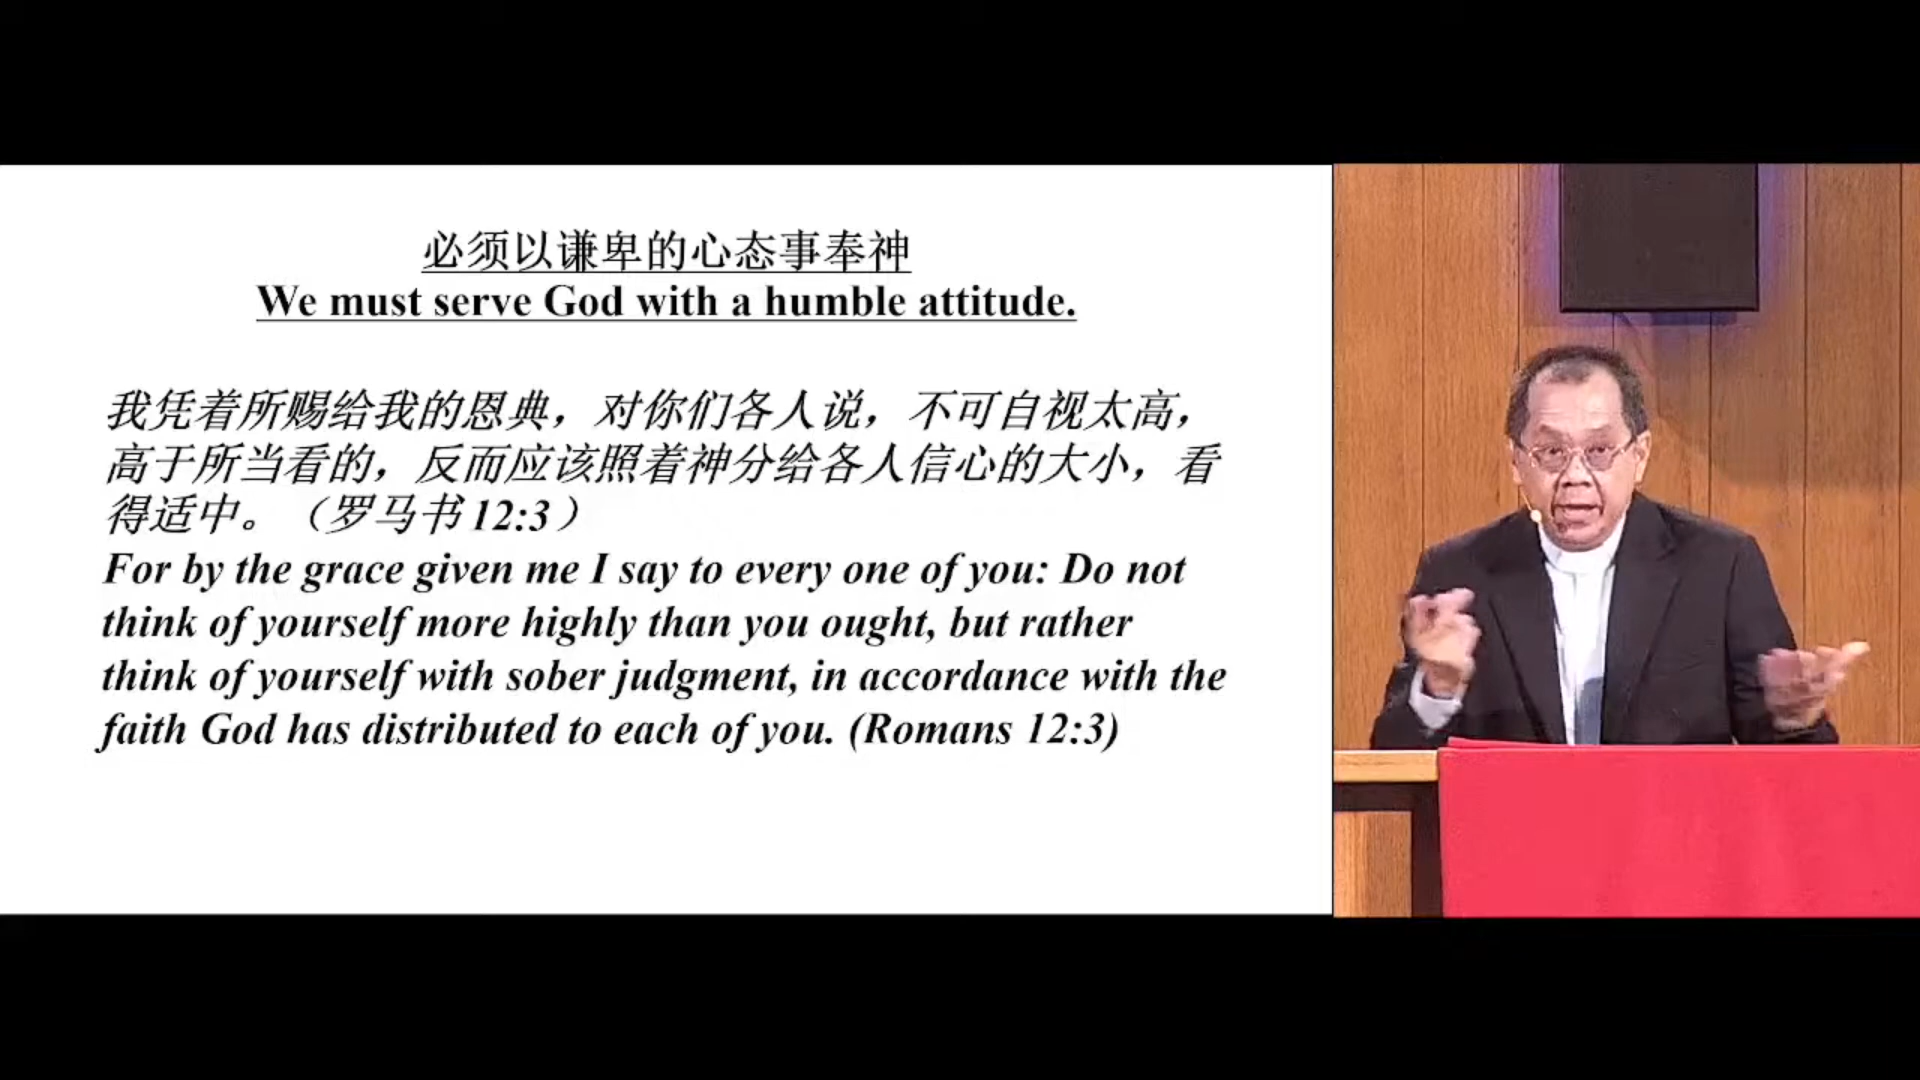 必须以谦卑的心态事奉神
We must serve God with a humble attitude.
我凭着所赐给我的恩典，对你们各人说，不可自视太高，
高于所当看的，反而应该照着神分给各人信心的大小，看
得适中。（罗马书 12:3）
For by the grace given me I say to every one of you: Do not
think of yourself more highly than you ought, but rather
think of yourself with sober judgment, in accordance with the
faith God has distributed to each of you. (Romans 12:3)